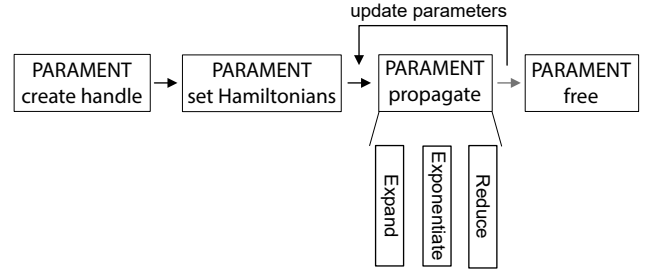 update parameters
PARAMENT
create handle
PARAMENT
set Hamiltonians
PARAMENT
propagate
PARAMENT
free
Expand
Exponentiate
Reduce